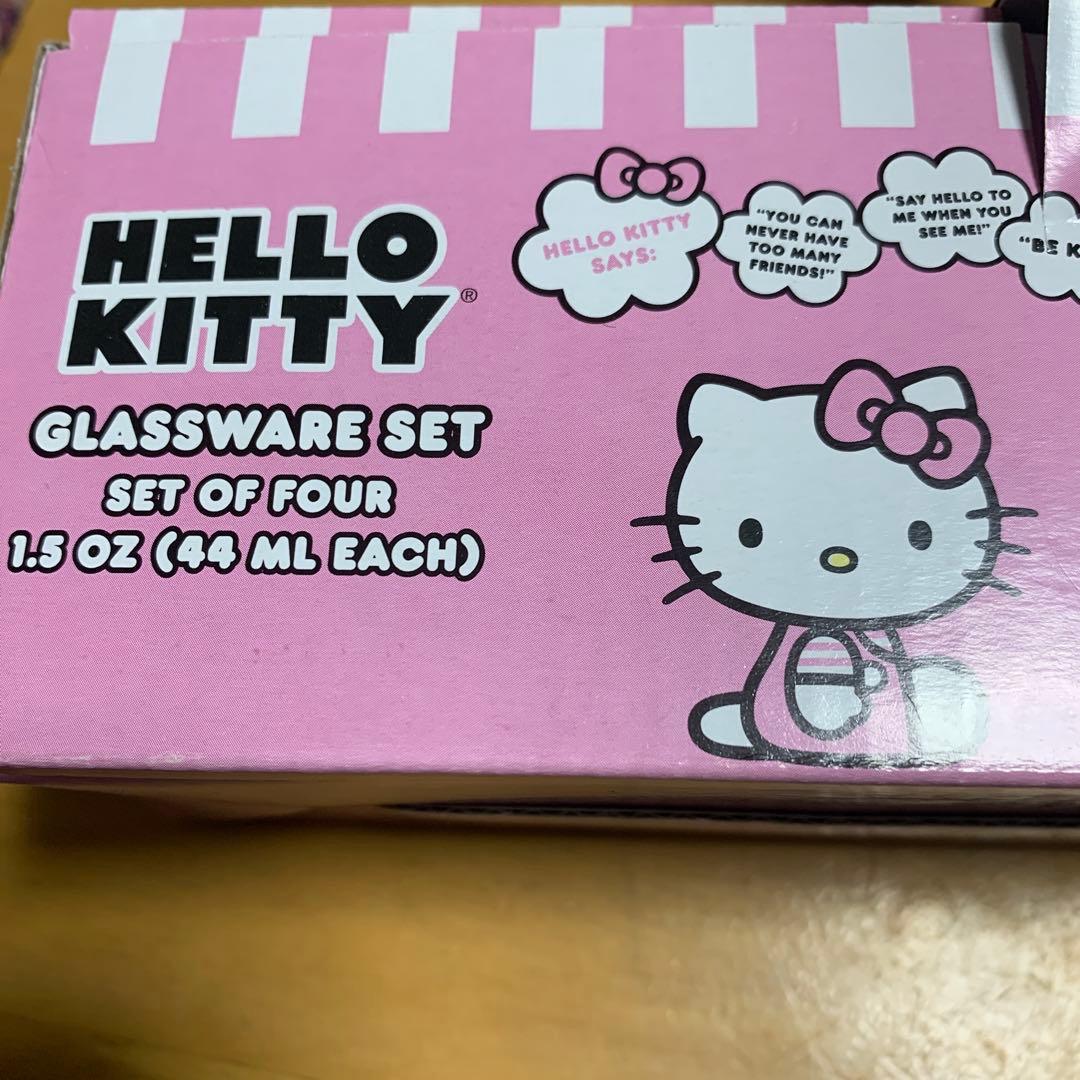 HELLO
KITTY®
GLASSWARE SET
SET OF FOUR
1.5 OZ (44 ML EACH)
HELLO KITTY
SAYS:
"YOU CAN
NEVER HAVE
TOO MANY
FRIENDS!"
"SAY HELLO TO
ME WHEN YOU
SEE ME!"
"BE